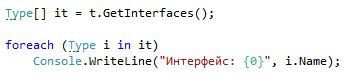 Type[] it = t.GetInterfaces();
foreach (Type i in it)
Console.WriteLine("Интерфейс: {0}", i.Name);